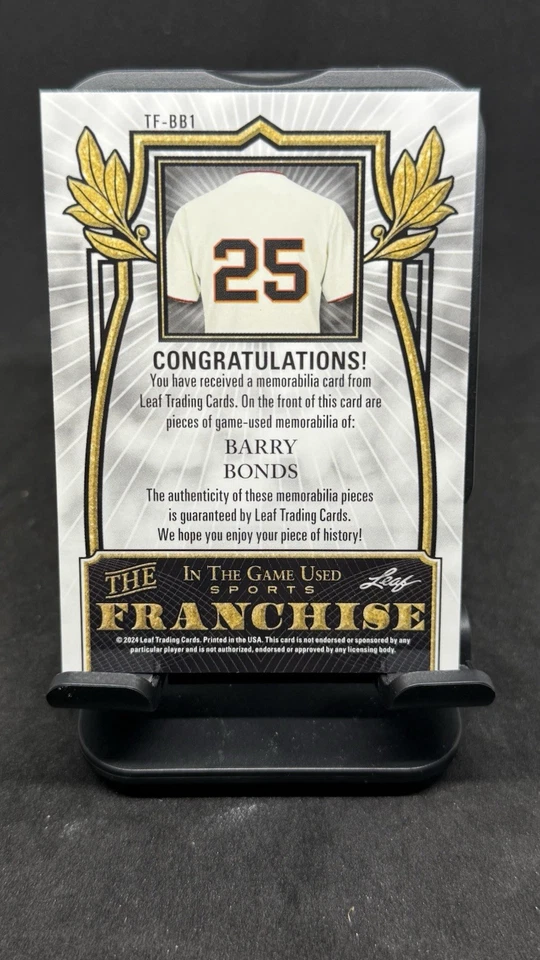 TF-BB1
25
CONGRATULATIONS!
You have received a memorabilia card from
Leaf Trading Cards. On the front of this card are
pieces of game-used memorabilia of:
BARRY
BONDS
The authenticity of these memorabilia pieces
is guaranteed by Leaf Trading Cards.
We hope you enjoy your piece of history!
THE
IN THE GAME USED
SPORTS
Leaf
FRANCHISE
© 2024 Leaf Trading Cards. Printed in the USA. This card is not endorsed or sponsored by any
particular player and is not authorized, endorsed or approved by any licensing body.